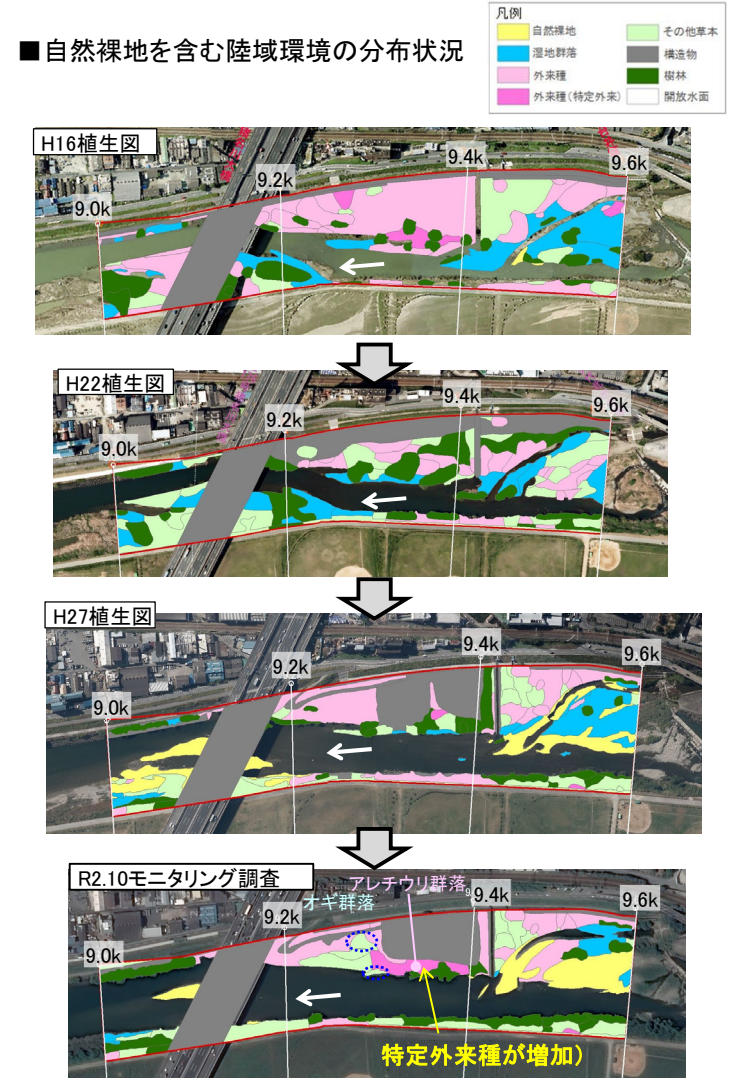 ■自然裸地を含む陸域環境の分布状況
凡例
自然裸地
その他草本
湿地群落
構造物
外来種
樹林
外来種(特定外来)
開放水面
H16植生図
9.0k
9.2k
9.4k
9.6k
H22植生図
9.0k
9.2k
9.4k
9.6k
H27植生図
9.0k
9.2k
9.4k
9.6k
R2.10モニタリング調査
アレチウリ群落
オギ群落
9.0k
9.2k
9.4k
9.6k
特定外来種が増加)